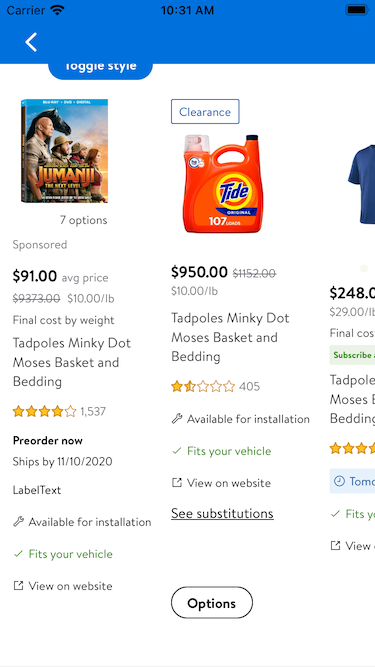 Carrier 10:31 AM
Toggle style
BLU-RAY + DVD + DIGITAL
JUMANJI
THE NEXT LEVEL
7 options
Sponsored
$91.00 avg price
$9373.00 $10.00/lb
Final cost by weight
Tadpoles Minky Dot
Moses Basket and
Bedding
1,537
Preorder now
Ships by 11/10/2020
LabelText
Available for installation
Fits your vehicle
View on website
Clearance
Tide
ORIGINAL
107 LOADS
$950.00 $1152.00
$10.00/lb
Tadpoles Minky Dot
Moses Basket and
Bedding
405
Available for installation
Fits your vehicle
View on website
See substitutions
Options
$248.0
$29.00/lb
Final cos
Subscribe
Tadpole
Moses B
Bedding
Tomo
Fits y
View